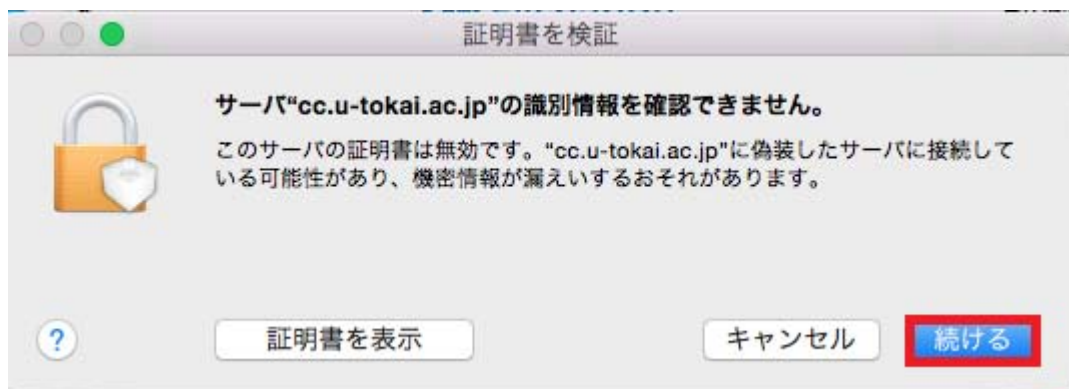 証明書を検証
サーバ“cc.u-tokai.ac.jp”の識別情報を確認できません。
このサーバの証明書は無効です。“cc.u-tokai.ac.jp”に偽装したサーバに接続して
いる可能性があり、機密情報が漏えいするおそれがあります。
? 証明書を表示 キャンセル 続ける